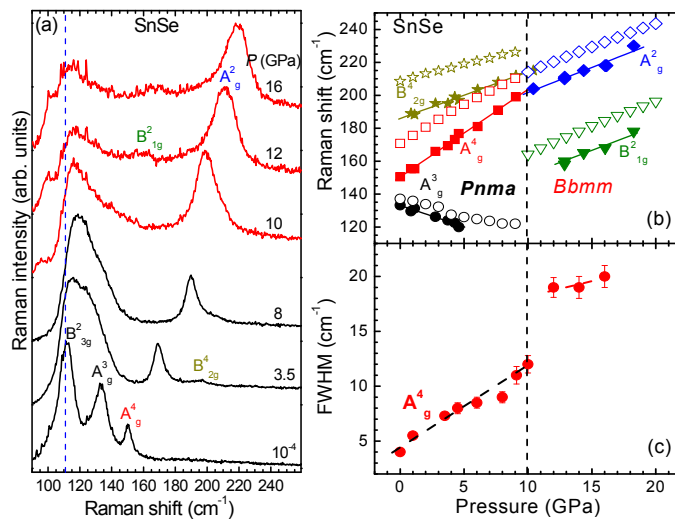 (a)
SnSe
P (GPa)
16
A²g
B²1g
12
10
8
B²3g
A³g
B⁴2g
3.5
A⁴g
10⁻⁴
100 120 140 160 180 200 220 240
Raman shift (cm⁻¹)
Raman intensity (arb. units)
SnSe
240
220
200
180
160
140
120
Raman shift (cm⁻¹)
B⁴2g
A²g
A⁴g
B²1g
A³g
Pnma
Bbmm
(b)
20
15
10
5
0
FWHM (cm⁻¹)
A⁴g
(c)
0 5 10 15 20
Pressure (GPa)